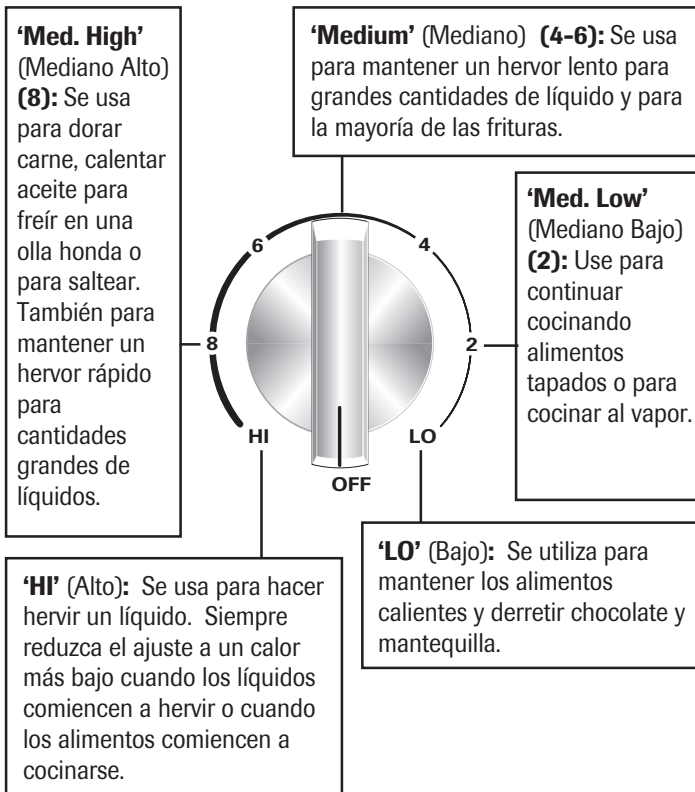 ‘Med. High’
(Mediano Alto)
(8): Se usa
para dorar
carne, calentar
aceite para
freír en una
olla honda o
para saltear.
También para
mantener un
hervor rápido
para
cantidades
grandes de
líquidos.
‘Medium’ (Mediano) (4-6): Se usa
para mantener un hervor lento para
grandes cantidades de líquido y para
la mayoría de las frituras.
‘Med. Low’
(Mediano Bajo)
(2): Use para
continuar
cocinando
alimentos
tapados o para
cocinar al vapor.
6
4
8
2
HI
LO
OFF
‘HI’ (Alto): Se usa para hacer
hervir un líquido. Siempre
reduzca el ajuste a un calor
más bajo cuando los líquidos
comiencen a hervir o cuando
los alimentos comiencen a
cocinarse.
‘LO’ (Bajo): Se utiliza para
mantener los alimentos
calientes y derretir chocolate y
mantequilla.